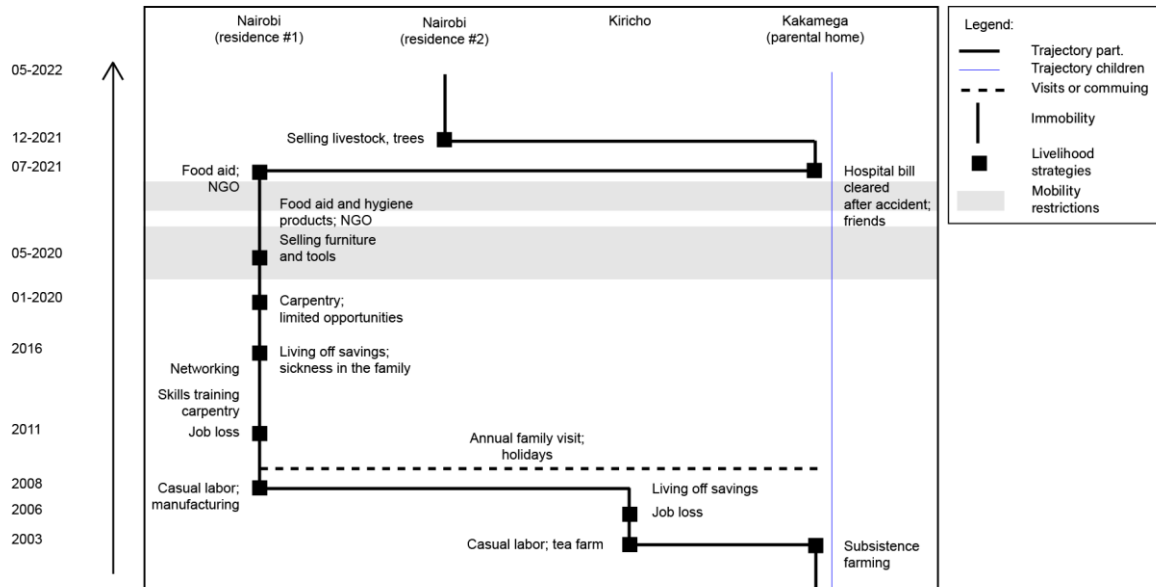 Nairobi
(residence #1)
Nairobi
(residence #2)
Kiricho
Kakamega
(parental home)
Legend:
Trajectory part.
Trajectory children
Visits or commuing
Immobility
Livelihood
strategies
Mobility
restrictions
05-2022
12-2021
Selling livestock, trees
07-2021
Food aid;
NGO
Hospital bill
cleared
after accident;
friends
Food aid and hygiene
products; NGO
05-2020
Selling furniture
and tools
01-2020
Carpentry;
limited opportunities
2016
Living off savings;
sickness in the family
Networking
Skills training
carpentry
2011
Job loss
Annual family visit;
holidays
2008
Casual labor;
manufacturing
Living off savings
2006
Job loss
2003
Casual labor; tea farm
Subsistence
farming